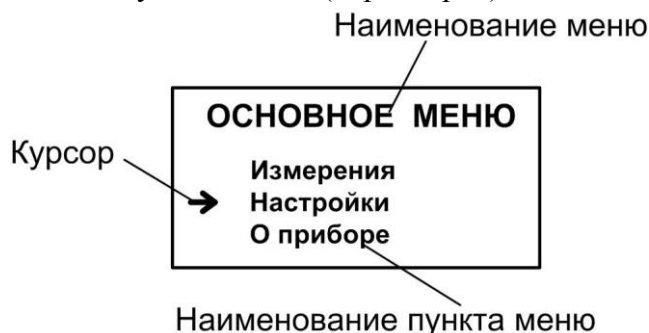 Наименование меню
ОСНОВНОЕ МЕНЮ
Курсор
Измерения
Настройки
О приборе
Наименование пункта меню